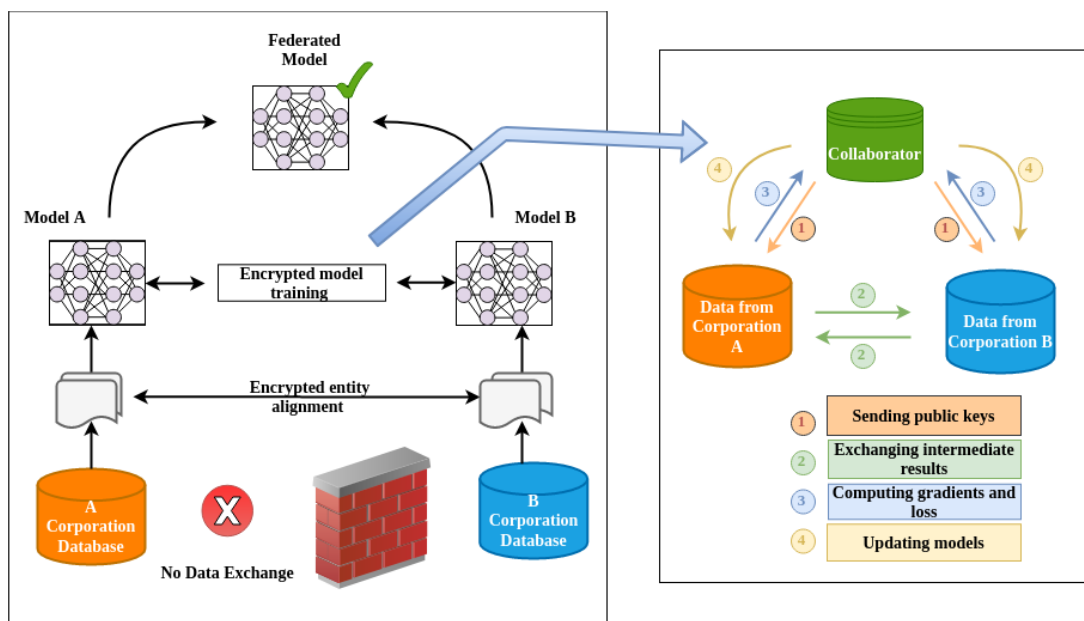 Federated
Model
Model A
Model B
Encrypted model
training
Encrypted entity
alignment
A
Corporation
Database
X
No Data Exchange
B
Corporation
Database
Collaborator
4
3
1
1
3
4
Data from
Corporation
A
2
2
Data from
Corporation B
1
Sending public keys
2
Exchanging intermediate
results
3
Computing gradients and
loss
4
Updating models